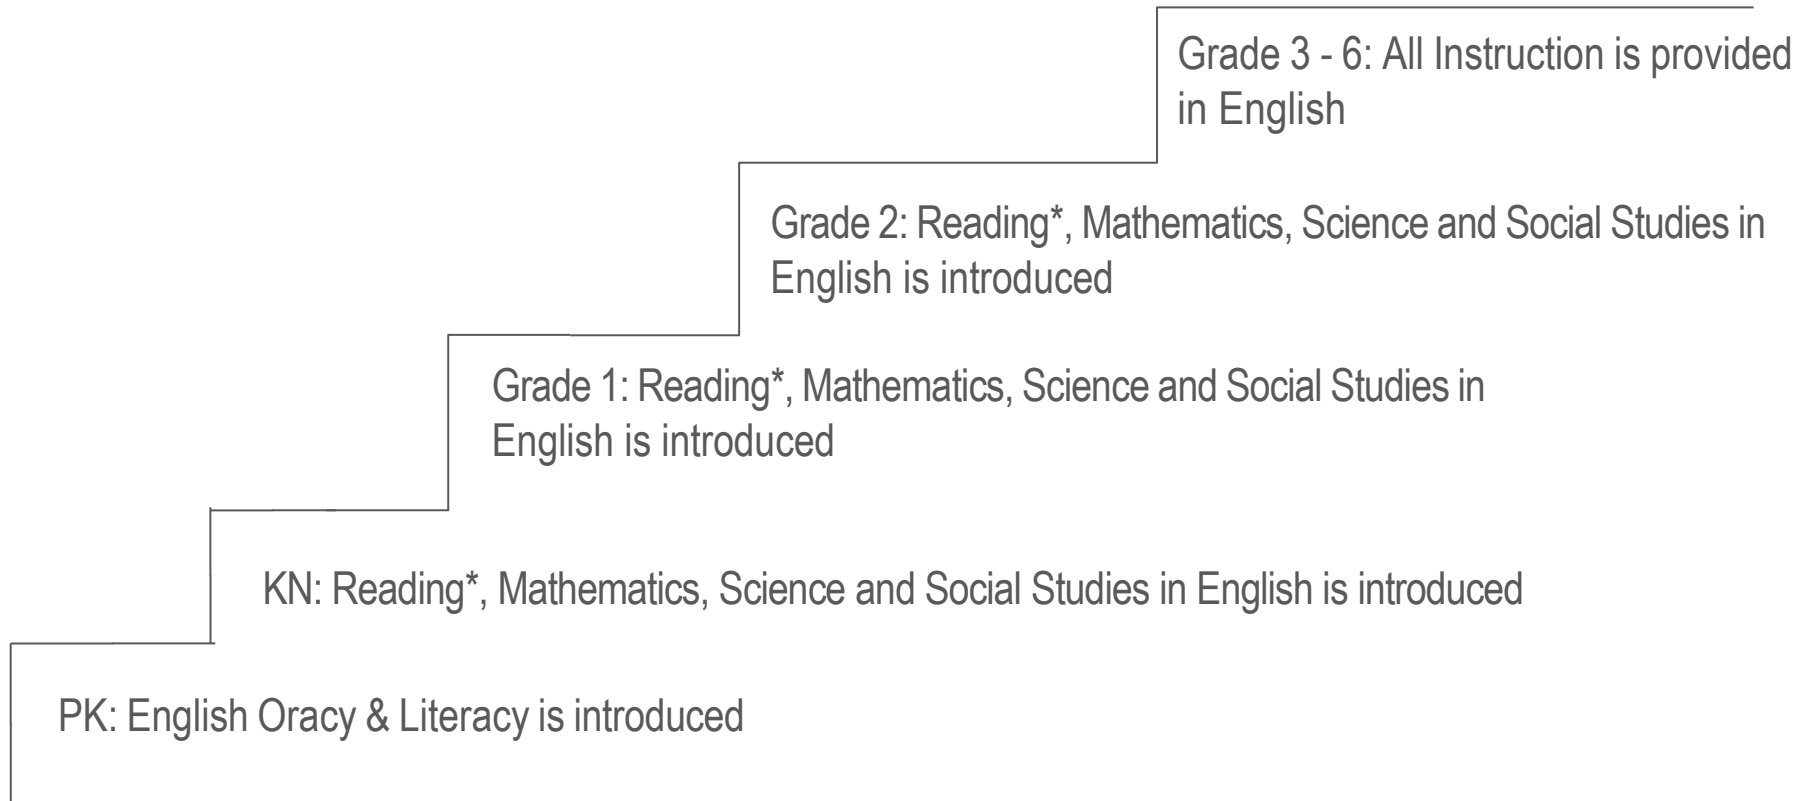 Grade 3 - 6: All Instruction is provided
in English
Grade 2: Reading*, Mathematics, Science and Social Studies in
English is introduced
Grade 1: Reading*, Mathematics, Science and Social Studies in
English is introduced
KN: Reading*, Mathematics, Science and Social Studies in English is introduced
PK: English Oracy & Literacy is introduced